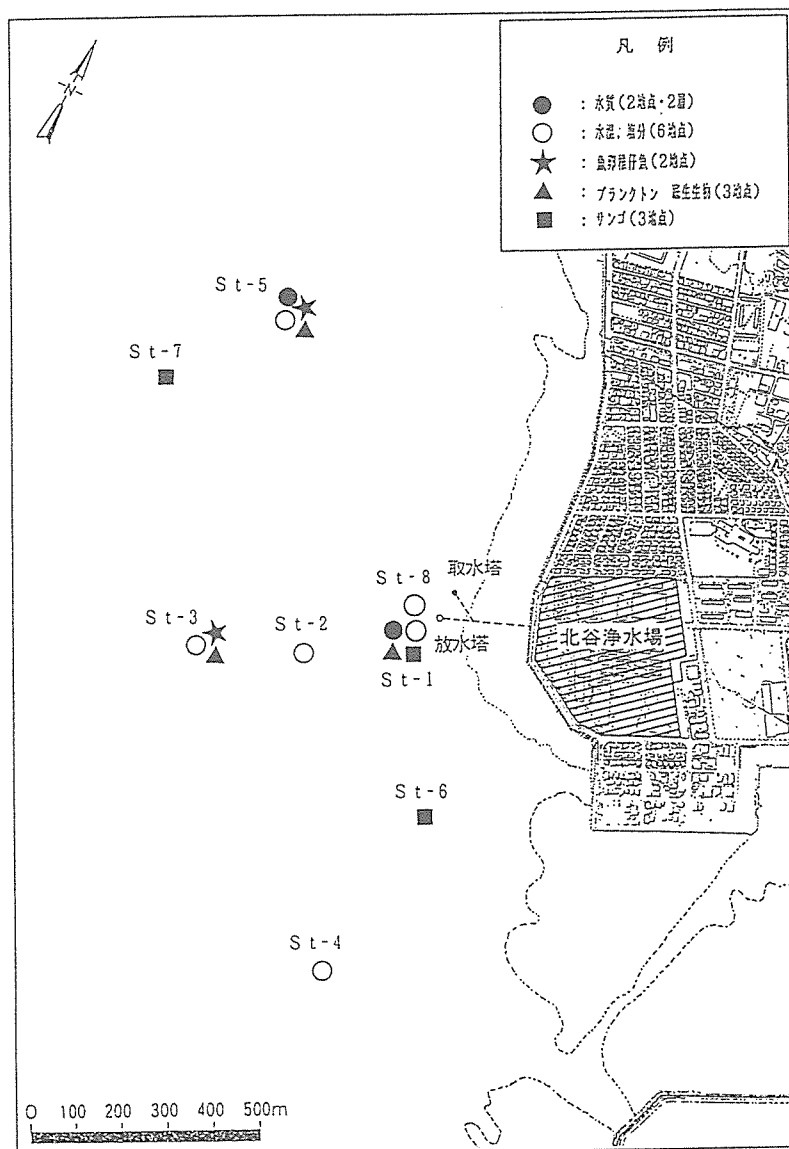 N
凡 例
● : 水質(2地点・2層)
○ : 水温, 塩分(6地点)
★ : 魚卵稚仔魚(2地点)
▲ : プランクトン 底生生物(3地点)
■ : サンゴ(3地点)
St-5
St-7
取水塔
St-8
St-3
St-2
放水塔
北谷浄水場
St-1
St-6
St-4
0 100 200 300 400 500m